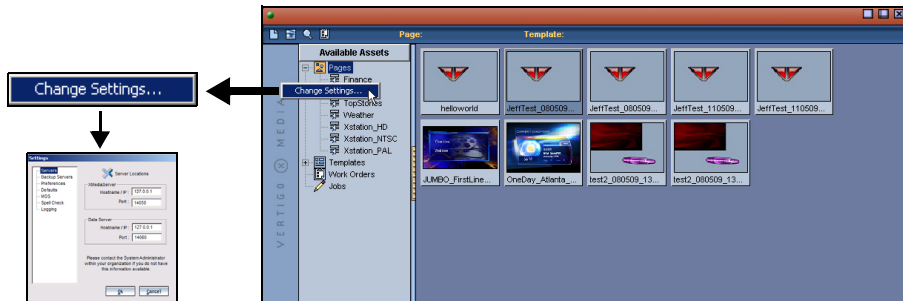 Page:
Template:
Available Assets
Pages
Finance
Change Settings...
TopStories
Weather
Xstation_HD
Xstation_NTSC
Xstation_PAL
Templates
Work Orders
Jobs
VERTIGO MEDIA
helloworld
JeffTest_080509...
JeffTest_080509...
JeffTest_110509...
JeffTest_110509...
JUMBO_FirstLine...
OneDay_Atlanta_...
test2_080509_13...
test2_080509_13...
Change Settings...
Settings
Servers
Backup Servers
Preferences
Defaults
MOS
Spell Check
Logging
Server Locations
XMediaServer
Hostname / IP: 127.0.0.1
Port: 14050
Data Server
Hostname / IP: 127.0.0.1
Port: 14000
Please contact the System Administrator
within your organization if you do not have
this information available.
Ok
Cancel